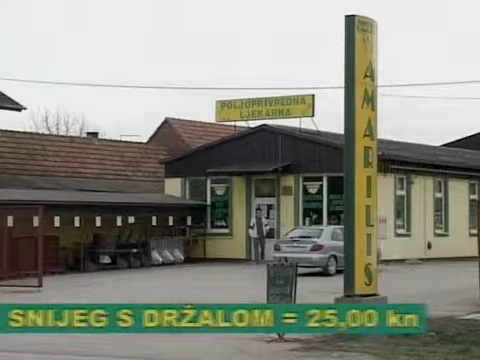 POLJOPRIVREDNA
LJEKARNA
AMARILIS
SNIJEG S DRŽALOM = 25,00 kn